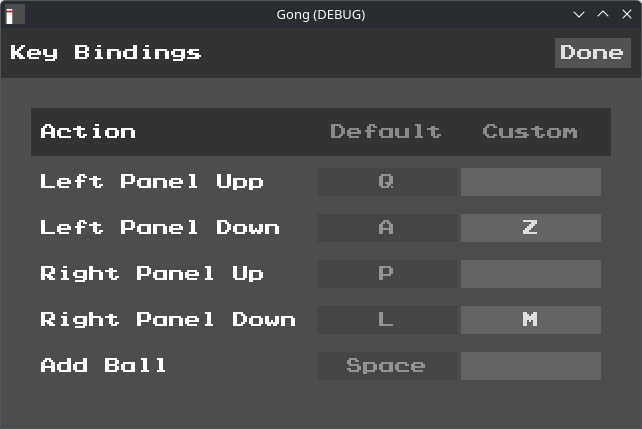 Gong (DEBUG)
Key Bindings Done
Action Default Custom
Left Panel Upp Q
Left Panel Down A Z
Right Panel Up P
Right Panel Down L M
Add Ball Space